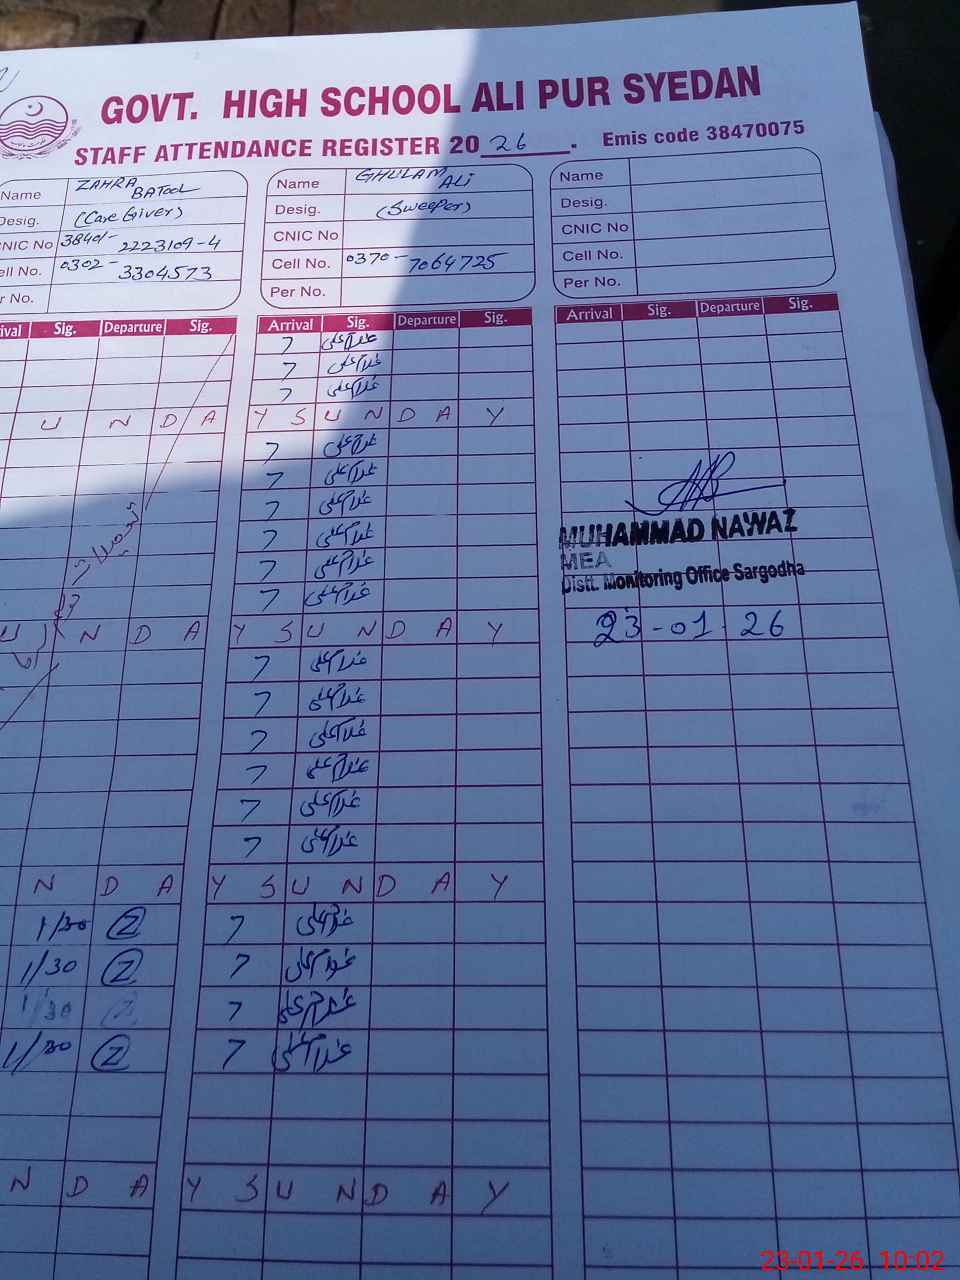 GOVT. HIGH SCHOOL ALI PUR SYEDAN
STAFF ATTENDANCE REGISTER 2026. Emis code 38470075
Name ZAHRA BATOOL
Desig. (Care Giver)
CNIC No 38401-2223109-4
Cell No. 0302-3304573
Per No.
Name GHULAM ALI
Desig. (Sweeper)
CNIC No
Cell No. 0370-7064725
Per No.
Name
Desig.
CNIC No
Cell No.
Per No.
Arrival Sig. Departure Sig. Arrival Sig. Departure Sig. Arrival Sig. Departure Sig.
7 غلام علی
7 غلام علی
7 غلام علی
U N D A Y S U N D A Y
7 غلام علی
7 غلام علی
7 غلام علی
7 غلام علی
7 غلام علی
7 غلام علی
MUHAMMAD NAWAZ
MEA
Distt. Monitoring Office Sargodha
23-01-26
U N D A Y S U N D A Y
7 غلام علی
7 غلام علی
7 غلام علی
7 غلام علی
7 غلام علی
7 غلام علی
N D A Y S U N D A Y
1/30 Z 7 غلام علی
1/30 Z 7 غلام علی
1/30 Z 7 غلام علی
1/30 Z 7 غلام علی
N D A Y S U N D A Y
23-01-26 10:02